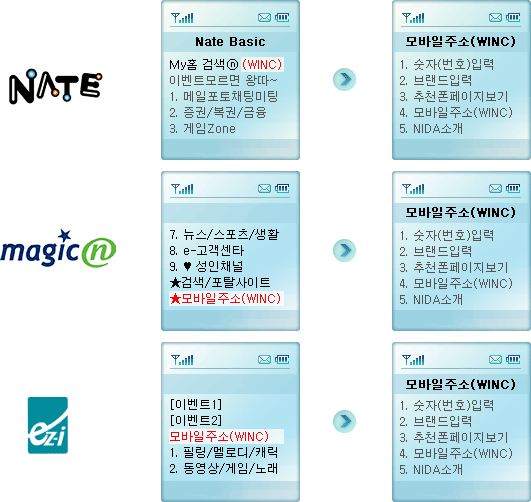 NATE
Nate Basic
My홈 검색ⓝ (WINC)
이벤트모르면 왕따~
1. 메일포토채팅미팅
2. 증권/복권/금융
3. 게임Zone
모바일주소(WINC)
1. 숫자(번호)입력
2. 브랜드입력
3. 추천폰페이지보기
4. 모바일주소(WINC)
5. NIDA소개
magic n
7. 뉴스/스포츠/생활
8. e-고객센타
9. ♥ 성인채널
★검색/포탈사이트
★모바일주소(WINC)
모바일주소(WINC)
1. 숫자(번호)입력
2. 브랜드입력
3. 추천폰페이지보기
4. 모바일주소(WINC)
5. NIDA소개
ez-i
[이벤트1]
[이벤트2]
모바일주소(WINC)
1. 필링/멜로디/캐릭
2. 동영상/게임/노래
모바일주소(WINC)
1. 숫자(번호)입력
2. 브랜드입력
3. 추천폰페이지보기
4. 모바일주소(WINC)
5. NIDA소개